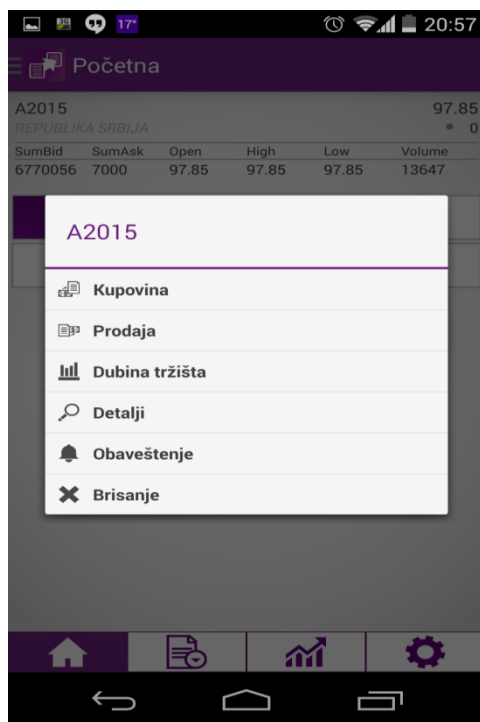 17°
20:57
Početna
A2015 97.85
REPUBLIKA SRBIJA 0
SumBid SumAsk Open High Low Volume
6770056 7000 97.85 97.85 97.85 13647
A2015
Kupovina
Prodaja
Dubina tržišta
Detalji
Obaveštenje
Brisanje